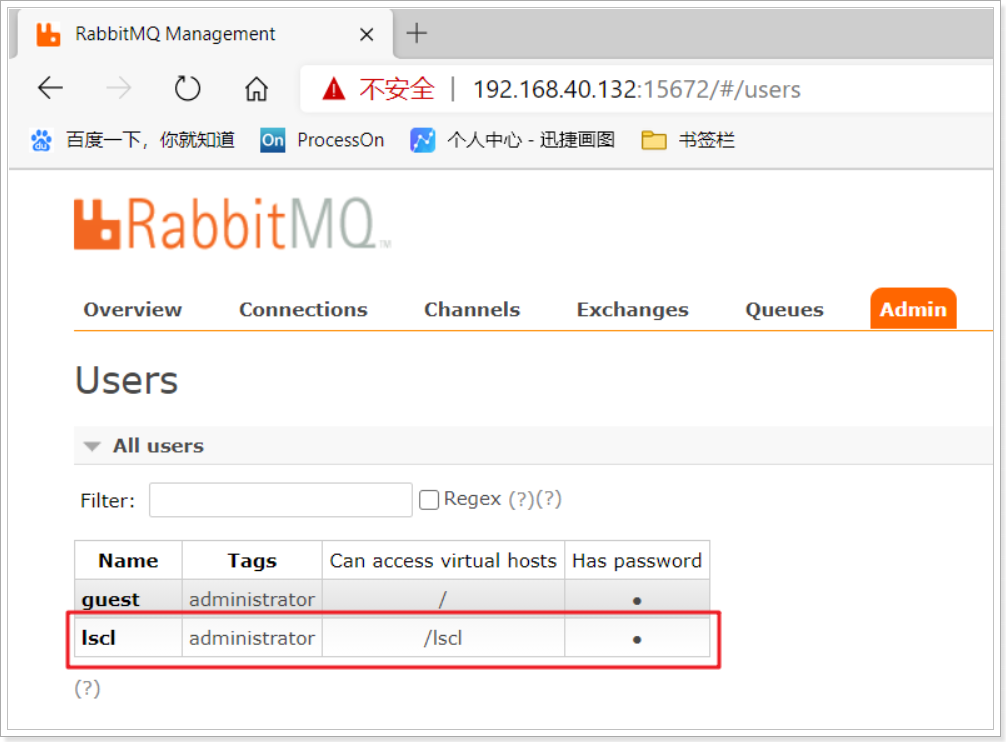 RabbitMQ Management
不安全 | 192.168.40.132:15672/#/users
百度一下，你就知道 On ProcessOn 个人中心 - 迅捷画图 书签栏
RabbitMQ™
Overview Connections Channels Exchanges Queues Admin
Users
All users
Filter: Regex (?)(?)
Name Tags Can access virtual hosts Has password
guest administrator / •
lscl administrator /lscl •
(?)